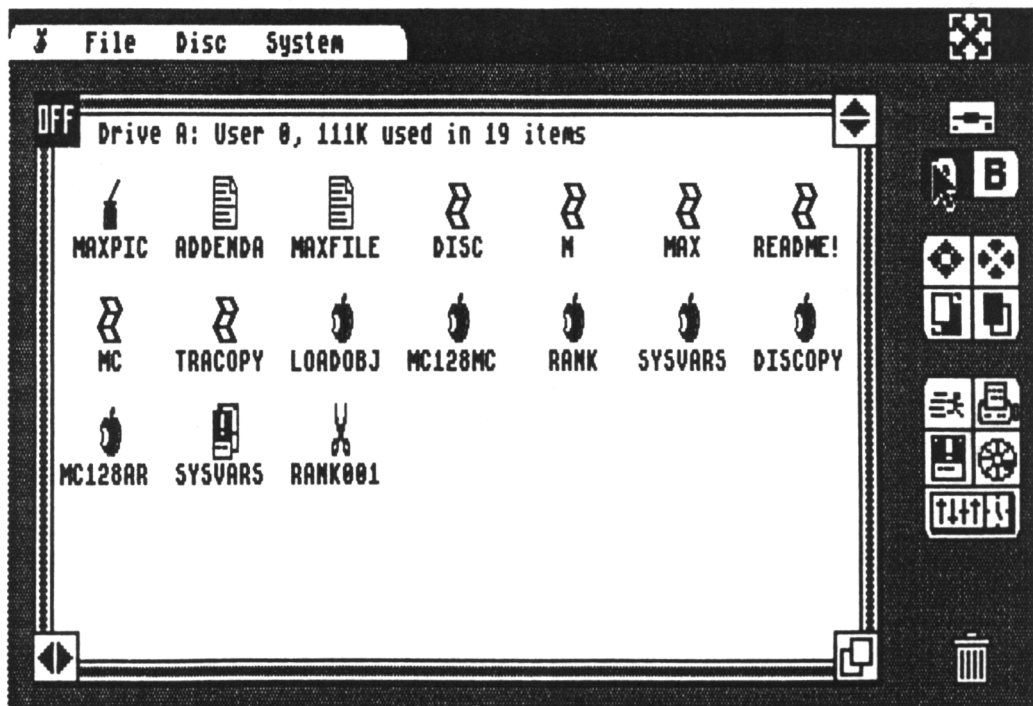 File Disc System
OFF
Drive A: User 0, 111K used in 19 items
B
MAXPIC ADDENDA MAXFILE DISC M MAX README!
MC TRACOPY LOADOBJ MC128MC RANK SYSVARS DISCOPY
MC128AR SYSVARS RANK001